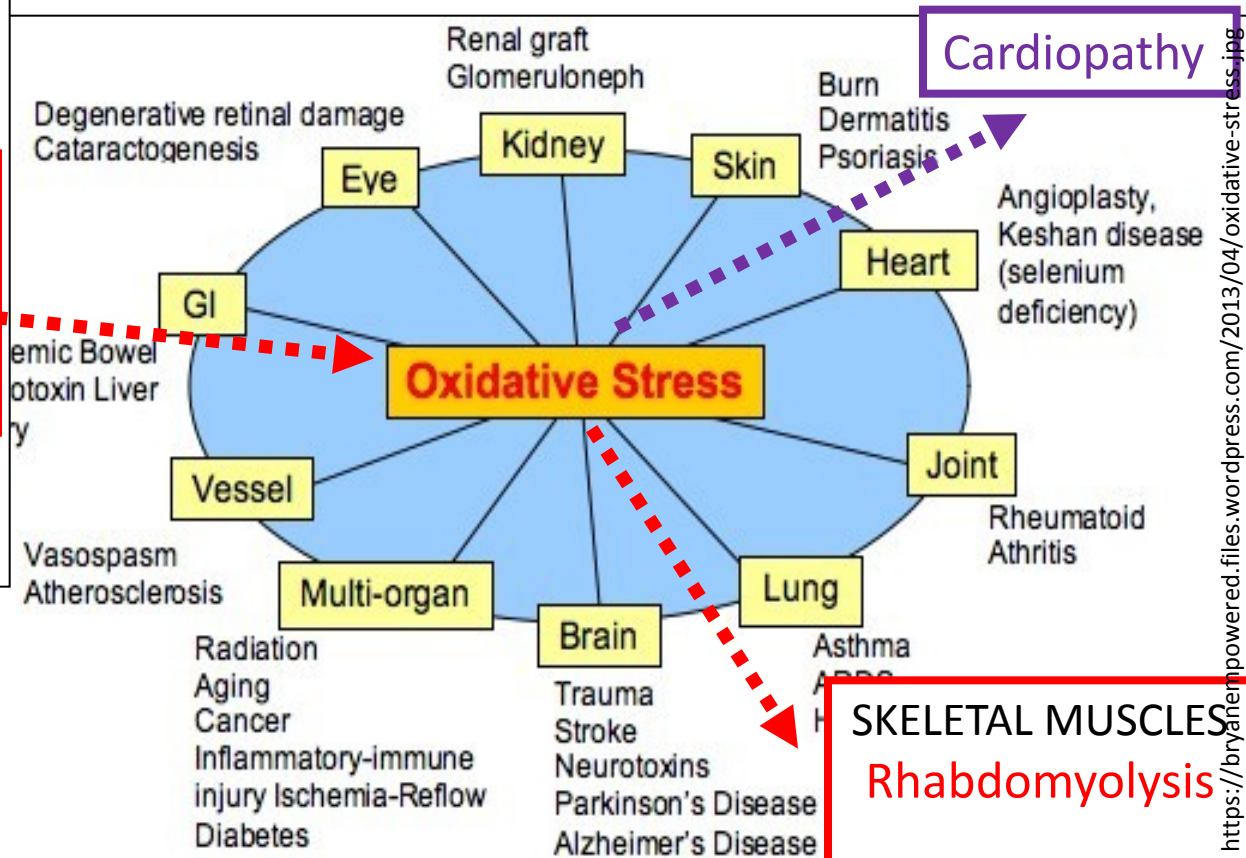 Renal graft
Glomeruloneph
Cardiopathy
Burn
Dermatitis
Psoriasis
Degenerative retinal damage
Cataractogenesis
Kidney
Eye
Skin
Angioplasty,
Keshan disease
(selenium
deficiency)
Heart
GI
emic Bowel
otoxin Liver
ry
Oxidative Stress
Vessel
Joint
Rheumatoid
Athritis
Vasospasm
Atherosclerosis
Multi-organ
Lung
Brain
Radiation
Aging
Cancer
Inflammatory-immune
injury Ischemia-Reflow
Diabetes
Trauma
Stroke
Neurotoxins
Parkinson's Disease
Alzheimer's Disease
Asthma
SKELETAL MUSCLES
Rhabdomyolysis
https://bryanempowered.files.wordpress.com/2013/04/oxidative-stress.jpg